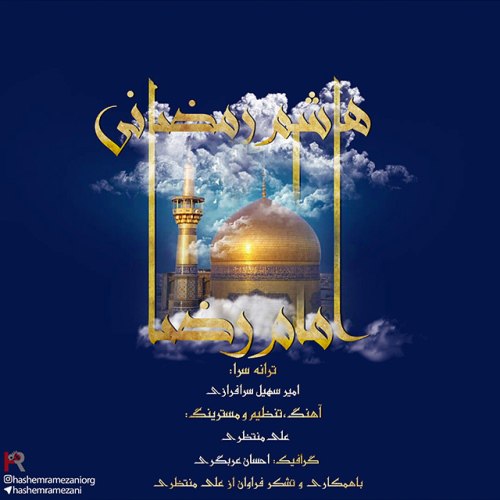 هاشم رمضانی
امام رضا
ترانه سرا:
امیر سهیل سرافرازی
آهنگ،تنظیم و مسترینگ:
علی منتظری
گرافیک: احسان عربگری
باهمکاری و تشکر فراوان از علی منتظری
hashemramezaniorg
hashemramezani